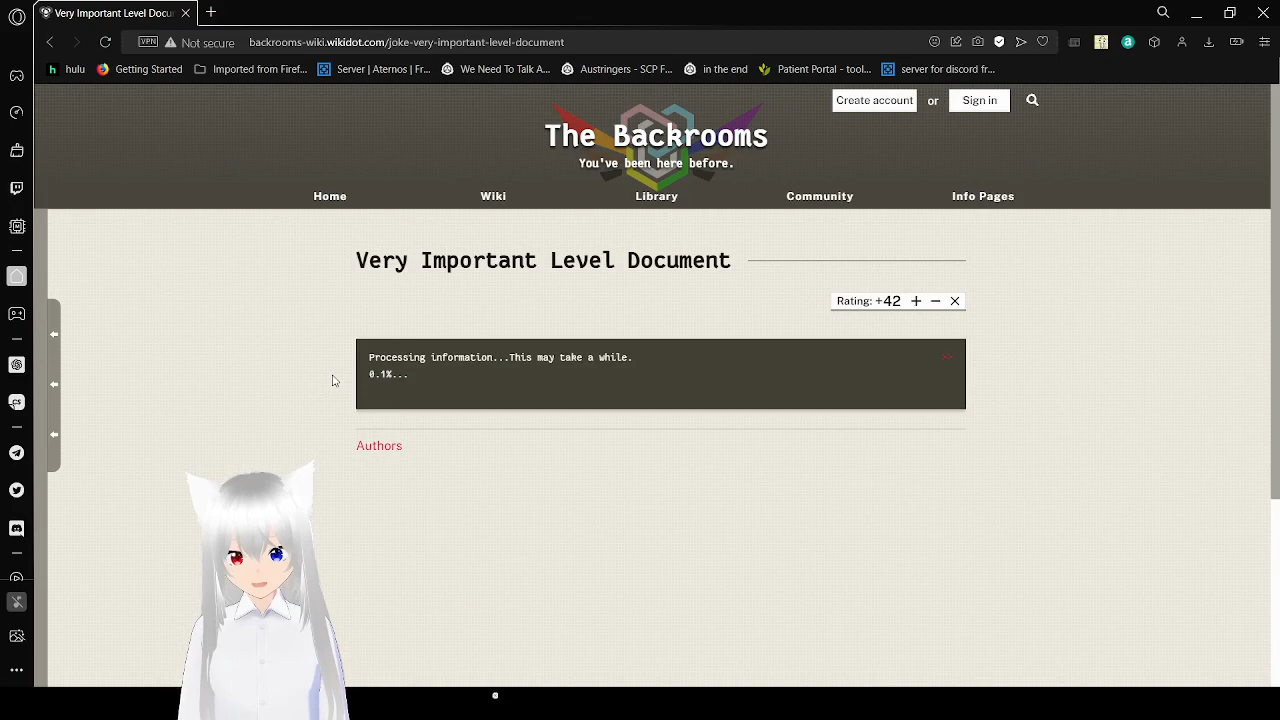 Very Important Level Docu
VPN
Not secure
backrooms-wiki.wikidot.com/joke-very-important-level-document
hulu
Getting Started
Imported from Firef...
Server | Aternos | Fr...
We Need To Talk A...
Austringers - SCP F...
in the end
Patient Portal - tool...
server for discord fr...
Create account or Sign in
The Backrooms
You've been here before.
Home Wiki Library Community Info Pages
Very Important Level Document
Rating: +42 + − ×
Processing information...This may take a while. >>
0.1%...
Authors